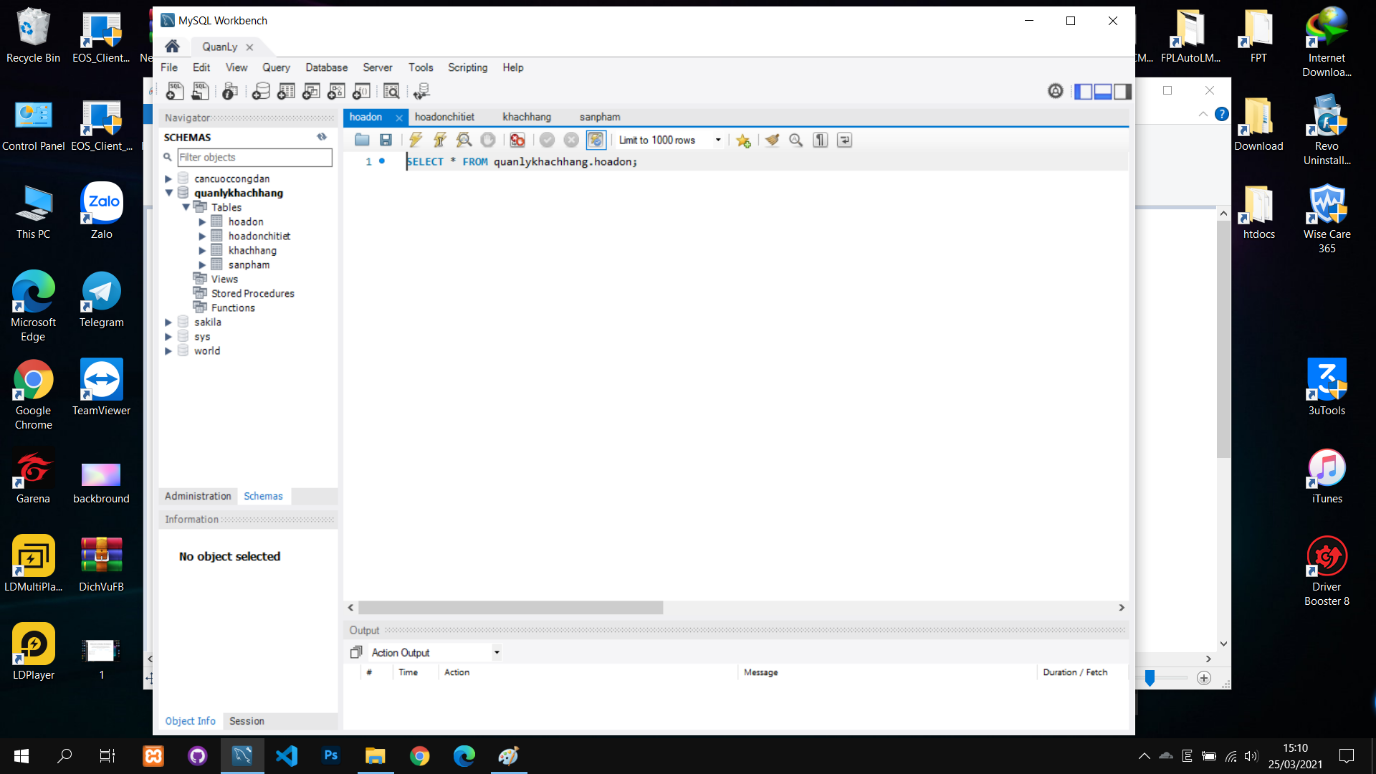 Recycle Bin
EOS_Client...
Control Panel
EOS_Client_...
This PC
Zalo
Zalo
Microsoft
Edge
Telegram
Google
Chrome
TeamViewer
Garena
backbround
LDMultiPla...
DichVuFB
LDPlayer
1
MySQL Workbench
QuanLy
File Edit View Query Database Server Tools Scripting Help
Navigator
SCHEMAS
Filter objects
cancuoccongdan
quanlykhachhang
Tables
hoadon
hoadonchitiet
khachhang
sanpham
Views
Stored Procedures
Functions
sakila
sys
world
Administration Schemas
Information
No object selected
Object Info Session
hoadon hoadonchitiet khachhang sanpham
Limit to 1000 rows
1 SELECT * FROM quanlykhachhang.hoadon;
Output
Action Output
# Time Action Message Duration / Fetch
FPLAutoLM...
FPT
Internet
Downloa...
Download
Revo
Uninstall...
htdocs
Wise Care
365
3uTools
iTunes
Driver
Booster 8
Ps
15:10
25/03/2021